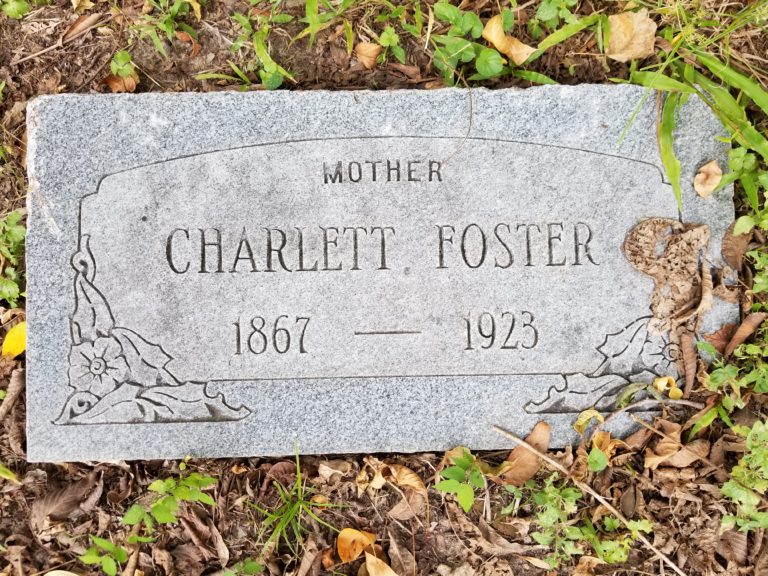 MOTHER
CHARLETT FOSTER
1867 — 1923